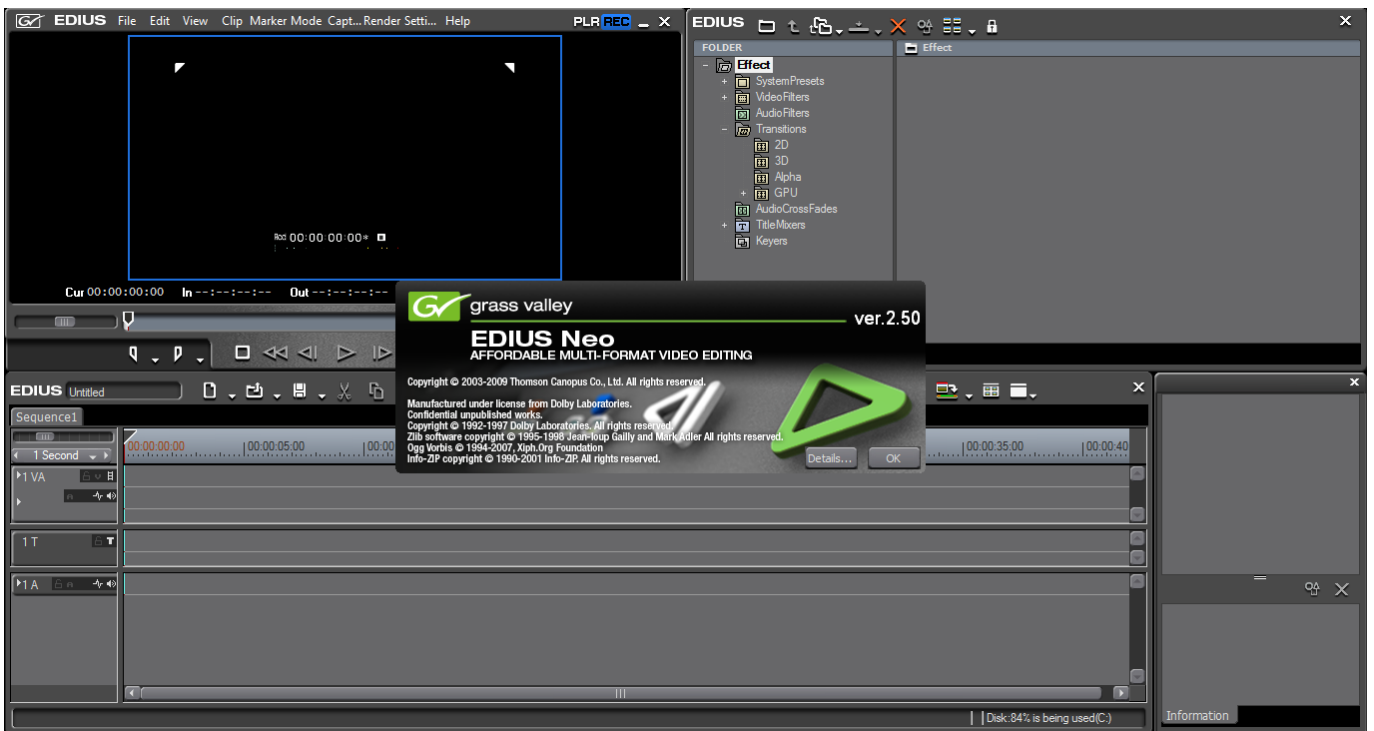 EDIUS File Edit View Clip Marker Mode Capt... Render Setti... Help PLR REC
00:00:00:00*
Cur 00:00:00:00 In --:--:--:-- Out --:--:--:--
EDIUS
FOLDER
Effect
SystemPresets
VideoFilters
AudioFilters
Transitions
2D
3D
Alpha
GPU
AudioCrossFades
TitleMixers
Keyers
Effect
grass valley
ver.2.50
EDIUS Neo
AFFORDABLE MULTI-FORMAT VIDEO EDITING
Copyright © 2003-2009 Thomson Canopus Co., Ltd. All rights reserved.
Manufactured under license from Dolby Laboratories.
Confidential unpublished works.
Copyright © 1992-1997 Dolby Laboratories. All rights reserved.
Zlib software copyright © 1995-1998 Jean-loup Gailly and Mark Adler All rights reserved.
Ogg Vorbis © 1994-2007, Xiph.Org Foundation
Info-ZIP copyright © 1990-2001 Info-ZIP. All rights reserved.
Details... OK
EDIUS Untitled
Sequence1
1 Second
00:00:00:00 00:00:05:00 00:00 00:00:35:00 00:00:40
1 VA
1 T
T
1 A
Disk:84% is being used(C:)
Information